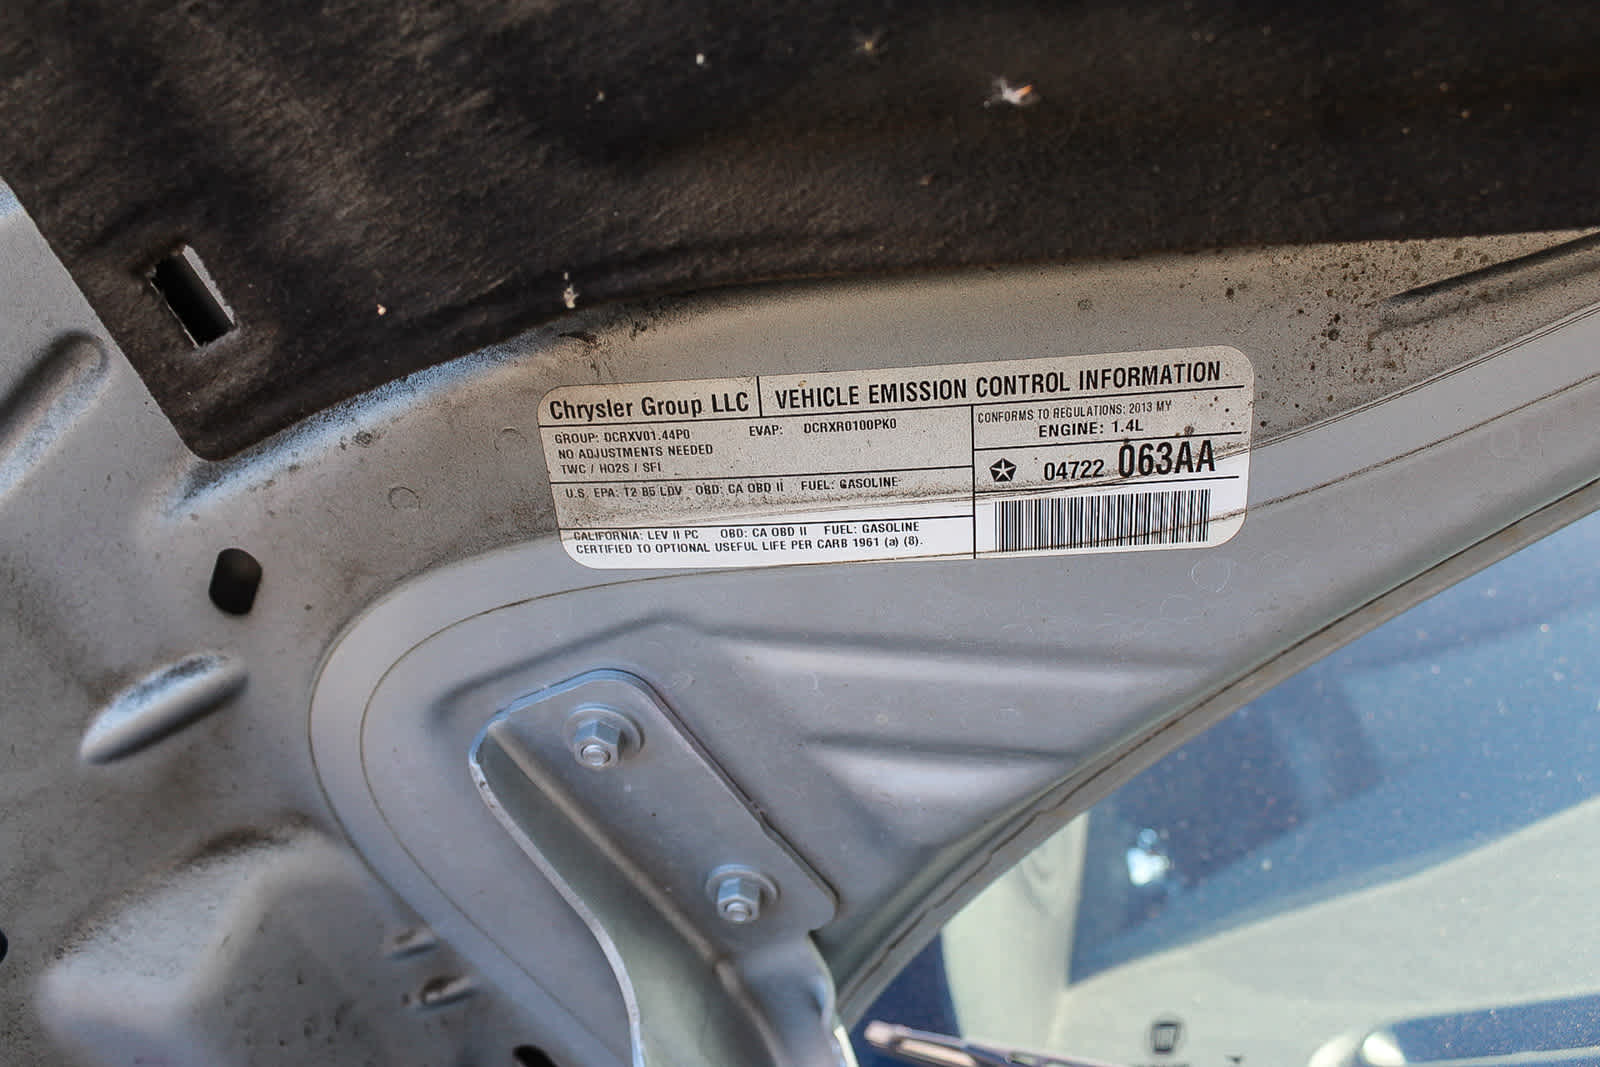 Chrysler Group LLC
VEHICLE EMISSION CONTROL INFORMATION
GROUP: DCRXV01.44P0 EVAP: DCRXR0100PK0
NO ADJUSTMENTS NEEDED
TWC / HO2S / SFI
U.S. EPA: T2 B5 LDV OBD: CA OBD II FUEL: GASOLINE
CALIFORNIA: LEV II PC OBD: CA OBD II FUEL: GASOLINE
CERTIFIED TO OPTIONAL USEFUL LIFE PER CARB 1961 (a) (8).
CONFORMS TO REGULATIONS: 2013 MY
ENGINE: 1.4L
04722 063AA